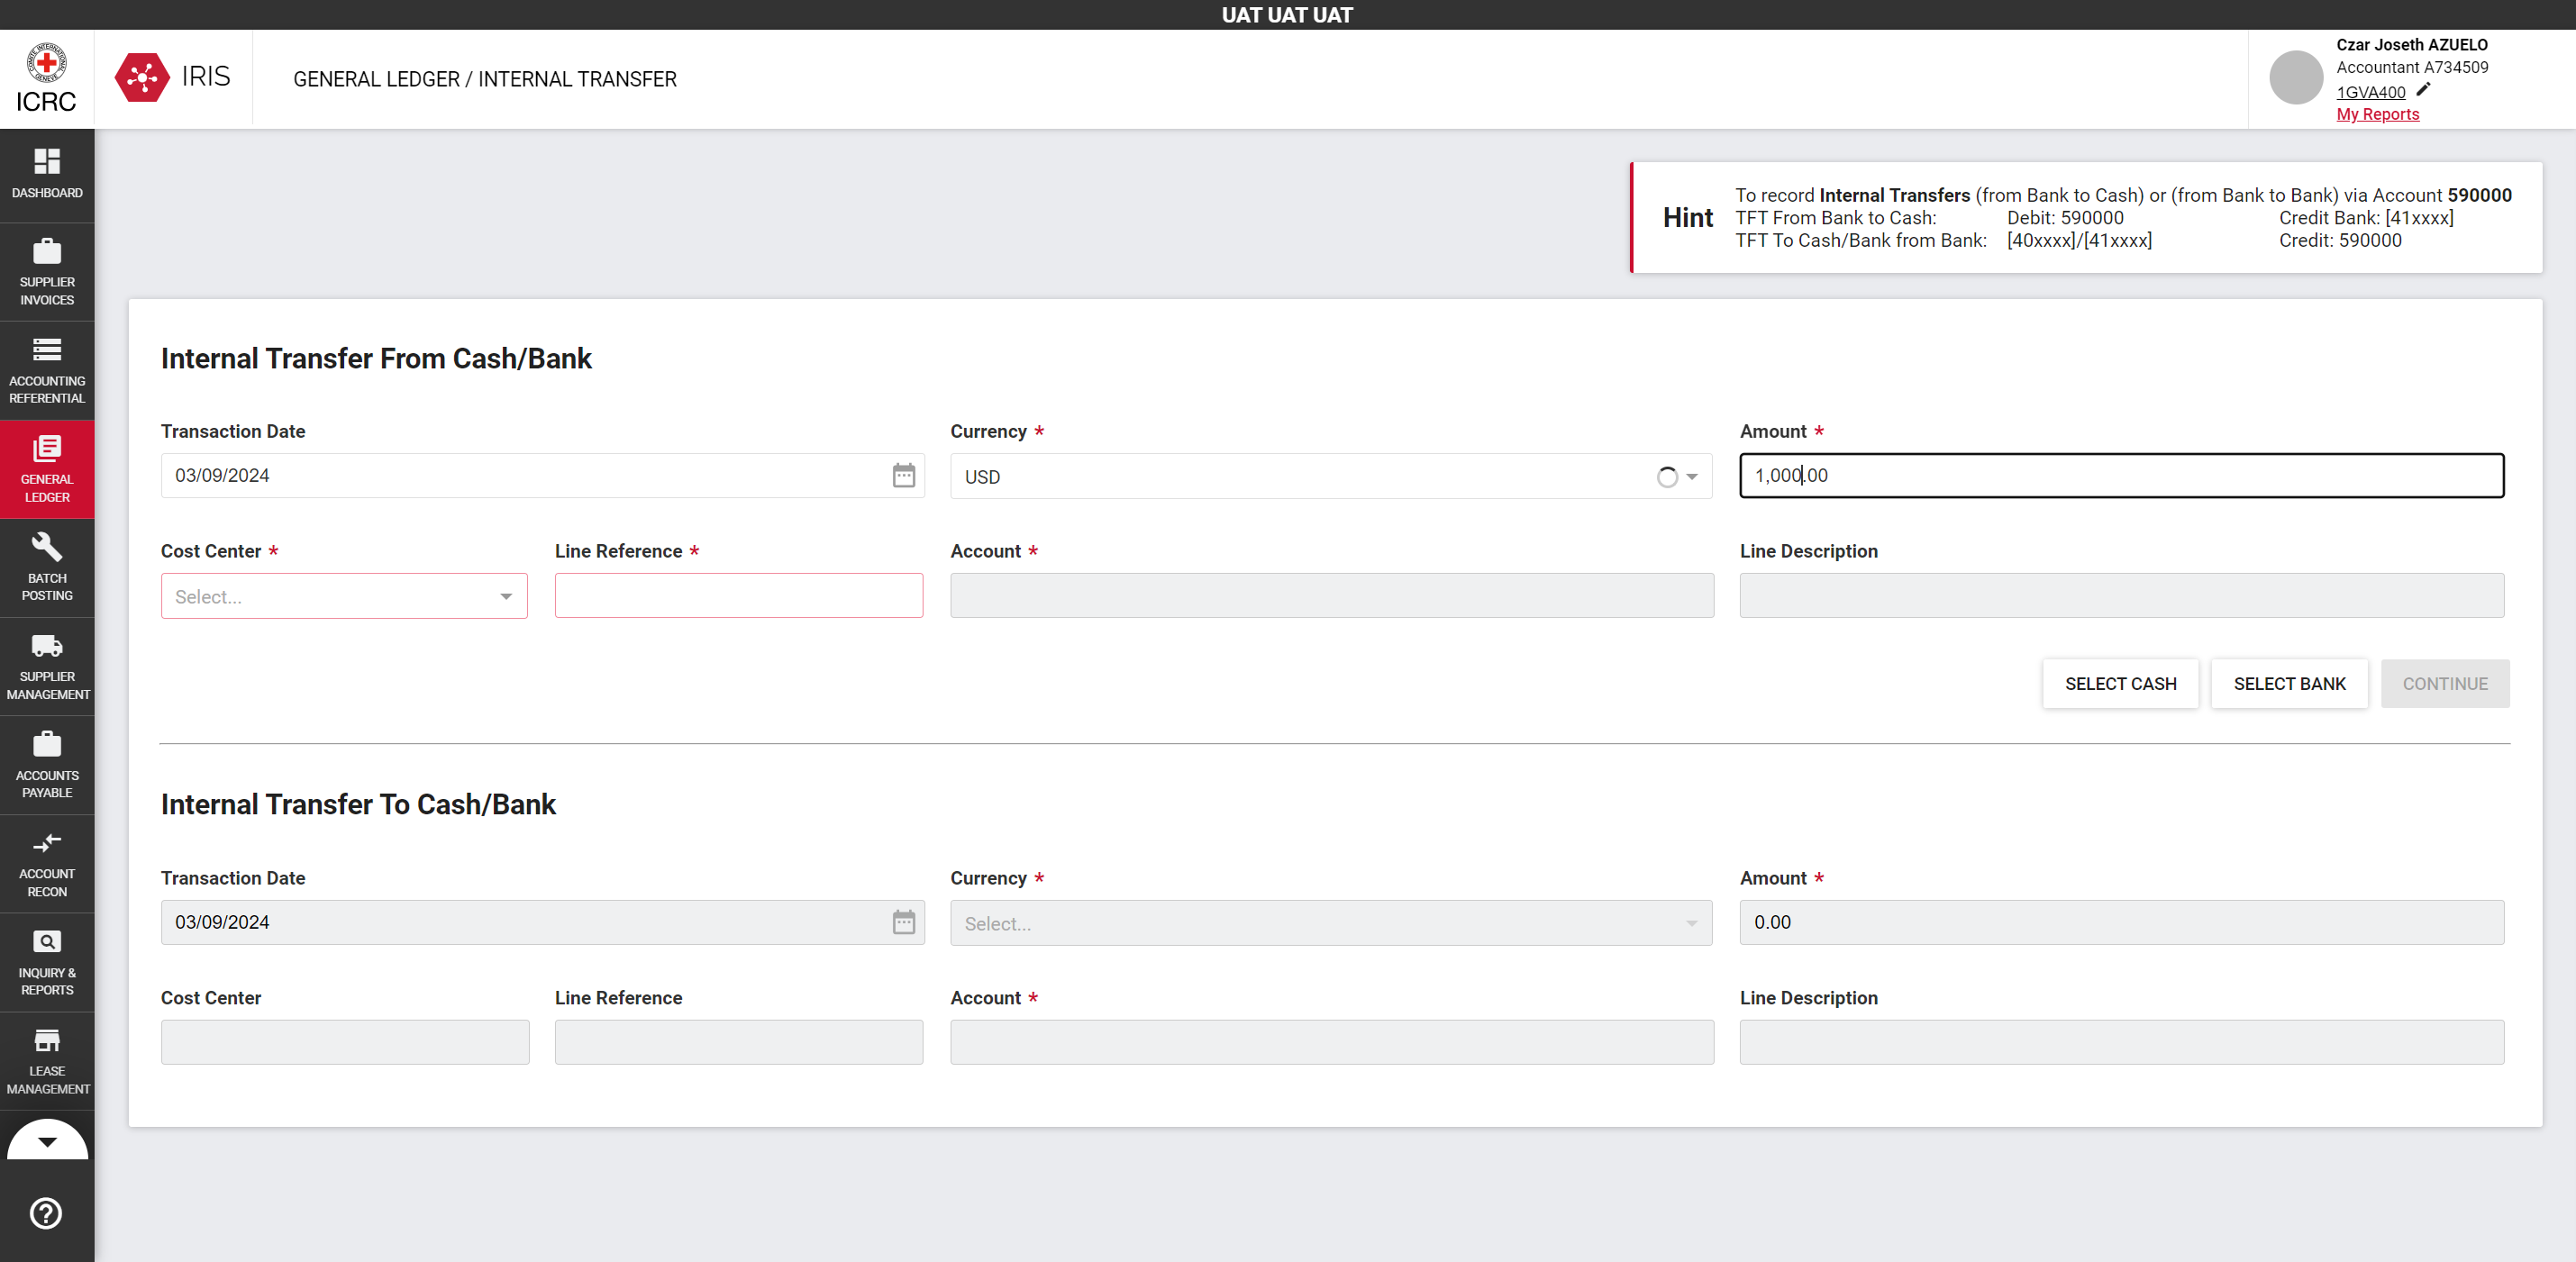 UAT UAT UAT
ICRC
IRIS
GENERAL LEDGER / INTERNAL TRANSFER
Czar Joseth AZUELO
Accountant A734509
1GVA400
My Reports
DASHBOARD
SUPPLIER
INVOICES
ACCOUNTING
REFERENTIAL
GENERAL
LEDGER
BATCH
POSTING
SUPPLIER
MANAGEMENT
ACCOUNTS
PAYABLE
ACCOUNT
RECON
INQUIRY &
REPORTS
LEASE
MANAGEMENT
Hint
To record Internal Transfers (from Bank to Cash) or (from Bank to Bank) via Account 590000
TFT From Bank to Cash: Debit: 590000 Credit Bank: [41xxxx]
TFT To Cash/Bank from Bank: [40xxxx]/[41xxxx] Credit: 590000
Internal Transfer From Cash/Bank
Transaction Date Currency * Amount *
03/09/2024 USD 1,000.00
Cost Center * Line Reference * Account * Line Description
Select...
SELECT CASH SELECT BANK CONTINUE
Internal Transfer To Cash/Bank
Transaction Date Currency * Amount *
03/09/2024 Select... 0.00
Cost Center Line Reference Account * Line Description